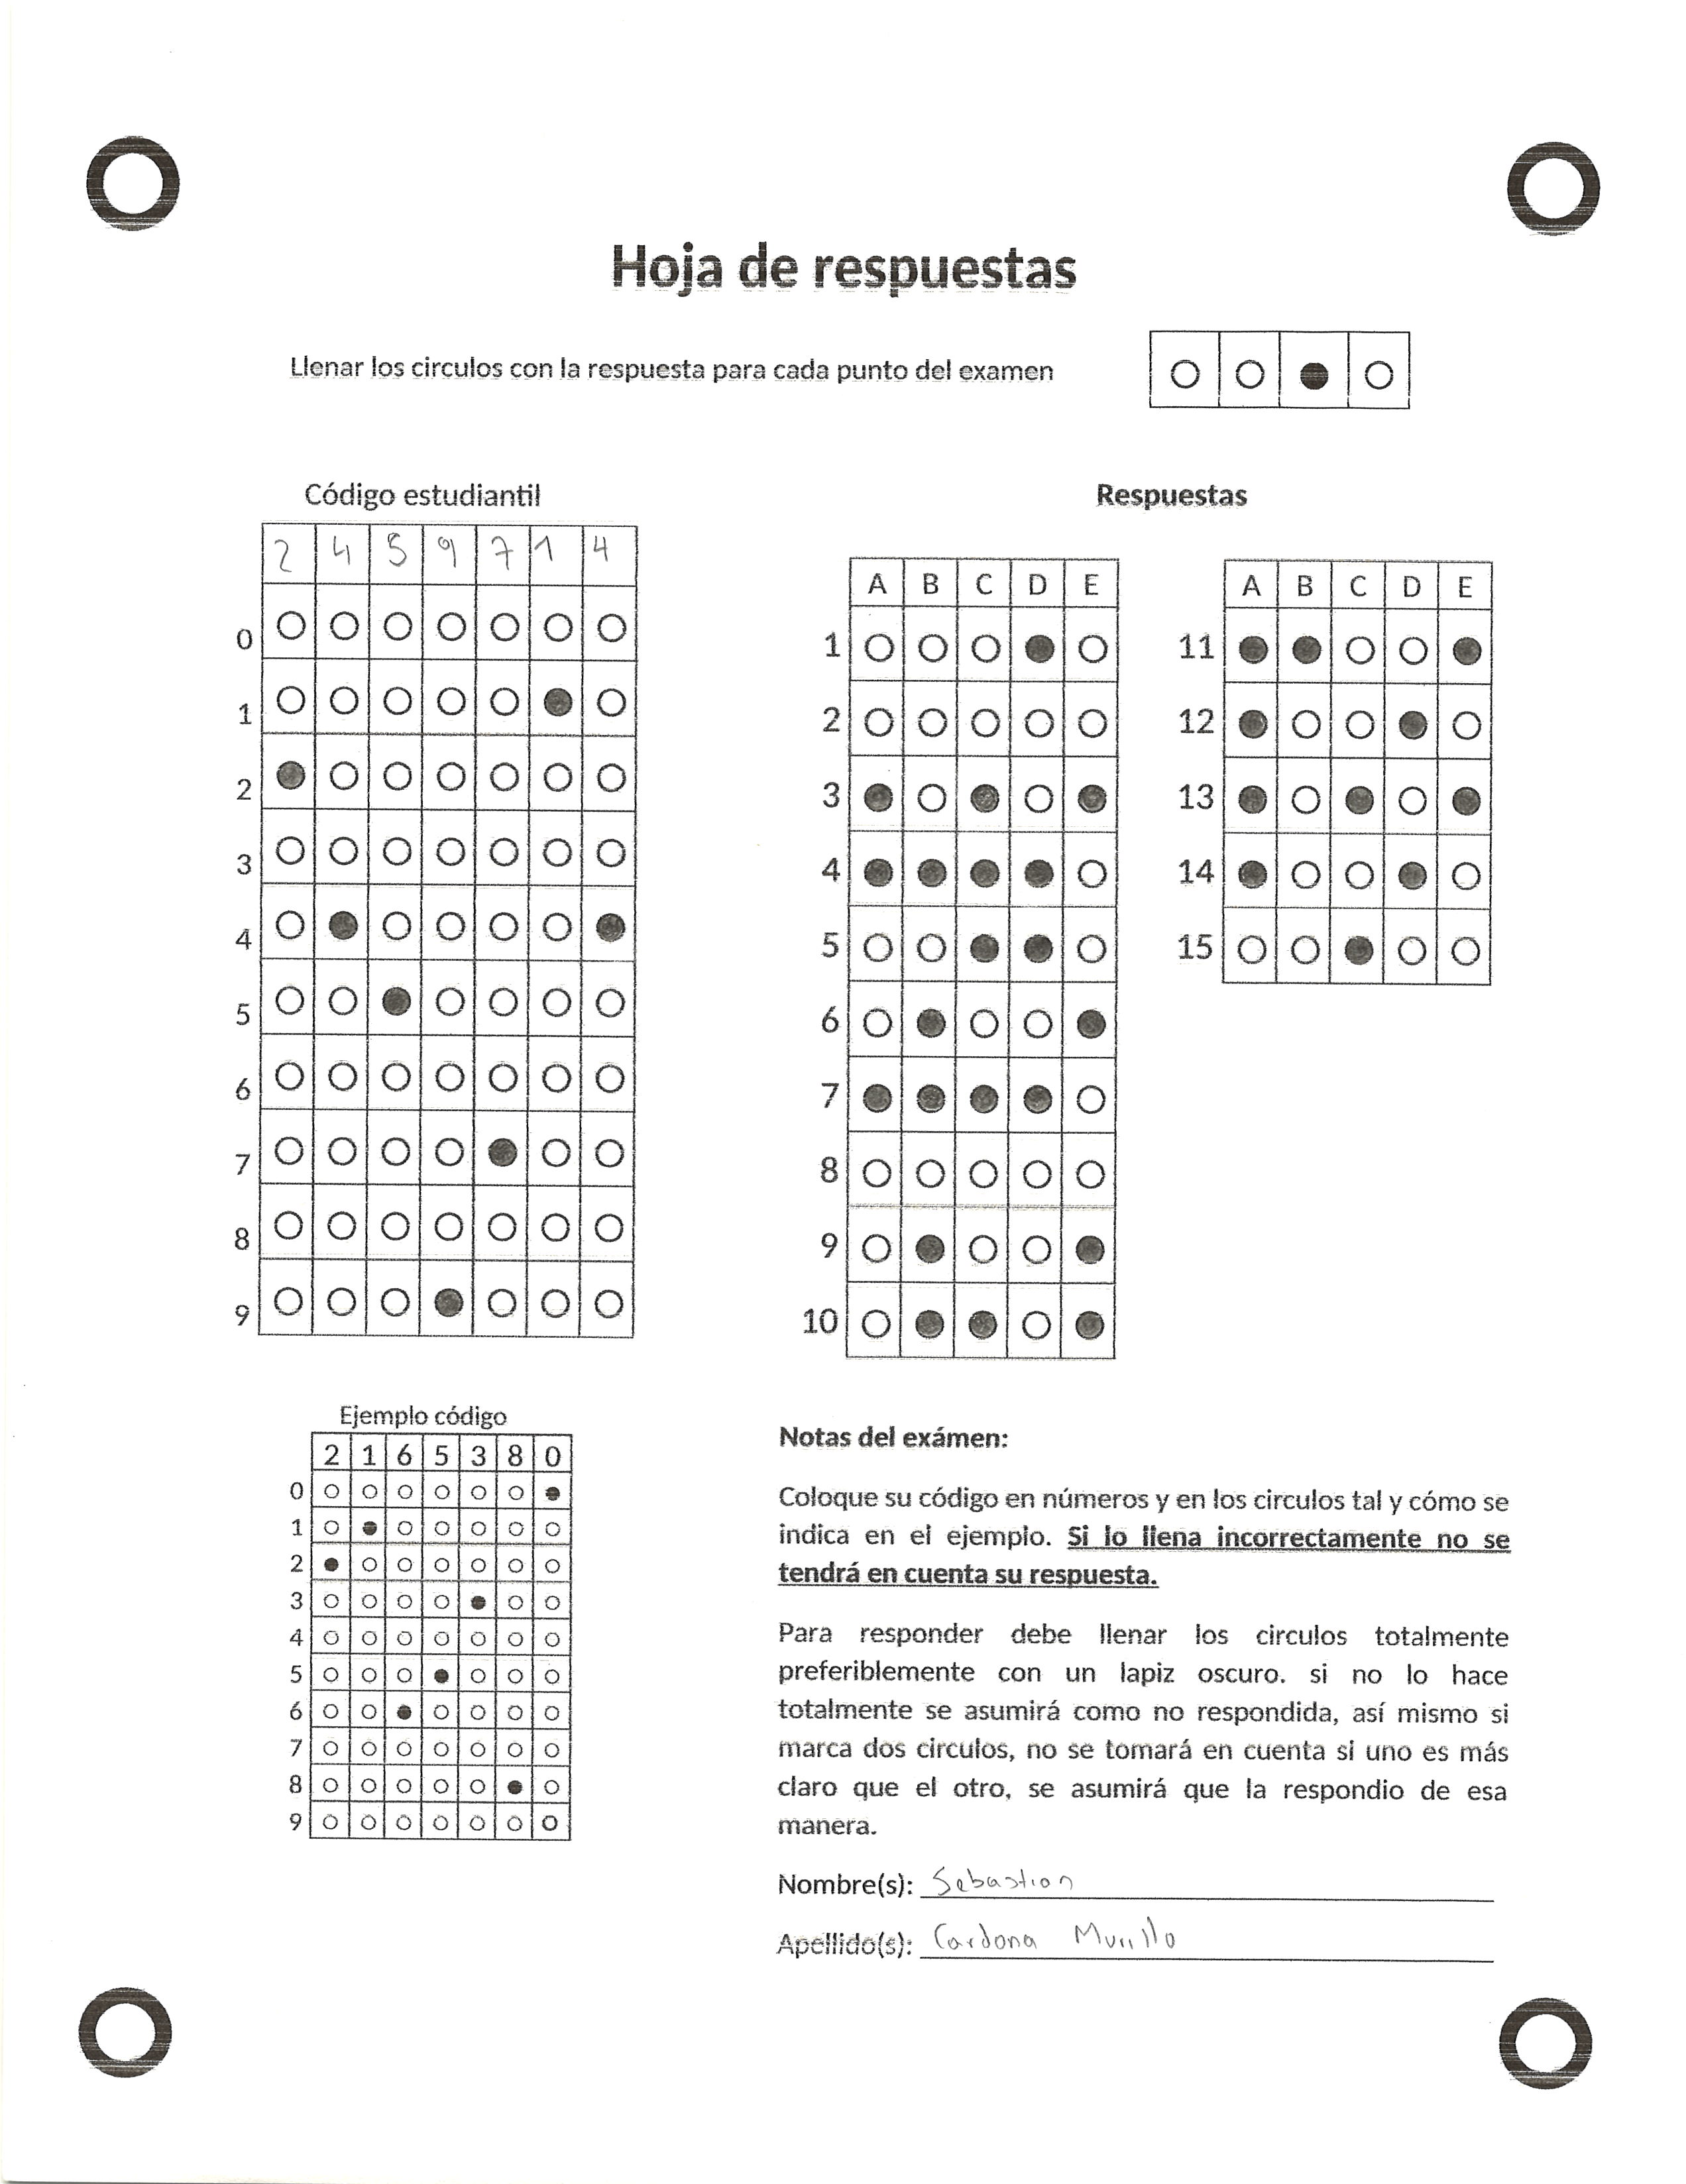 Hoja de respuestas
Llenar los circulos con la respuesta para cada punto del examen
Código estudiantil
2 4 5 9 7 1 4
0
1
2
3
4
5
6
7
8
9
Respuestas
A B C D E
1
2
3
4
5
6
7
8
9
10
A B C D E
11
12
13
14
15
Ejemplo código
2 1 6 5 3 8 0
0
1
2
3
4
5
6
7
8
9
Notas del exámen:
Coloque su código en números y en los circulos tal y cómo se
indica en el ejemplo. Si lo llena incorrectamente no se
tendrá en cuenta su respuesta.
Para responder debe llenar los circulos totalmente
preferiblemente con un lapiz oscuro. si no lo hace
totalmente se asumirá como no respondida, así mismo si
marca dos circulos, no se tomará en cuenta si uno es más
claro que el otro, se asumirá que la respondio de esa
manera.
Nombre(s): Sebastian
Apellido(s): Cardona Murillo